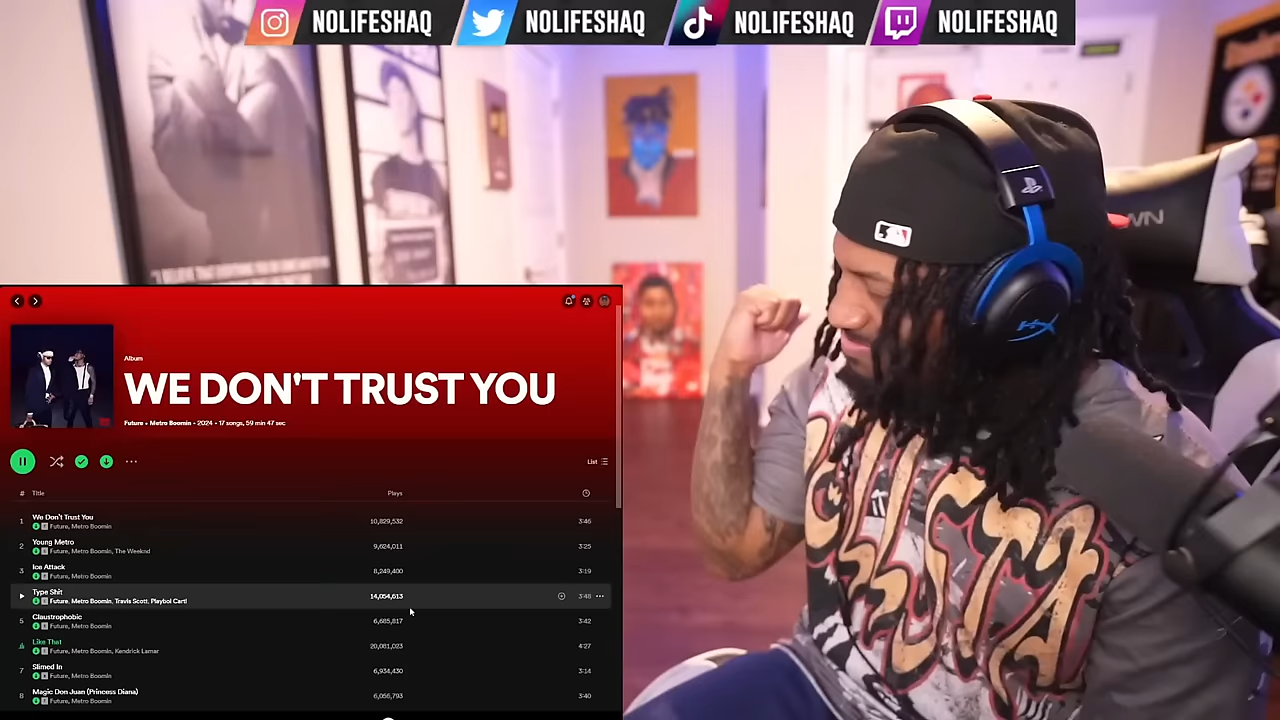 NOLIFESHAQ NOLIFESHAQ NOLIFESHAQ NOLIFESHAQ
Album
WE DON'T TRUST YOU
Future • Metro Boomin • 2024 • 17 songs, 59 min 47 sec
List
# Title Plays
1 We Don't Trust You 10,829,532 3:46
Future, Metro Boomin
2 Young Metro 9,624,011 3:25
Future, Metro Boomin, The Weeknd
3 Ice Attack 8,249,400 3:19
Future, Metro Boomin
Type Shit 14,054,613 3:48
Future, Metro Boomin, Travis Scott, Playboi Carti
5 Claustrophobic 6,685,817 3:42
Future, Metro Boomin
Like That 20,081,023 4:27
Future, Metro Boomin, Kendrick Lamar
7 Slimed In 6,934,430 3:14
Future, Metro Boomin
8 Magic Don Juan (Princess Diana) 6,056,793 3:40
Future, Metro Boomin